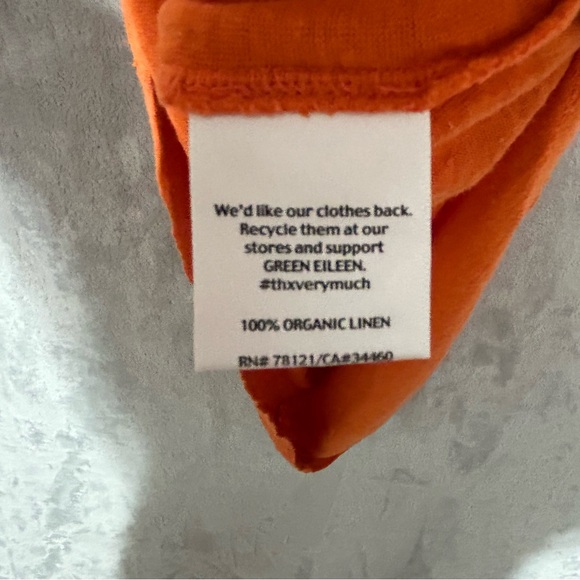 We'd like our clothes back.
Recycle them at our
stores and support
GREEN EILEEN.
#thxverymuch
100% ORGANIC LINEN
RN# 78121/CA#34460